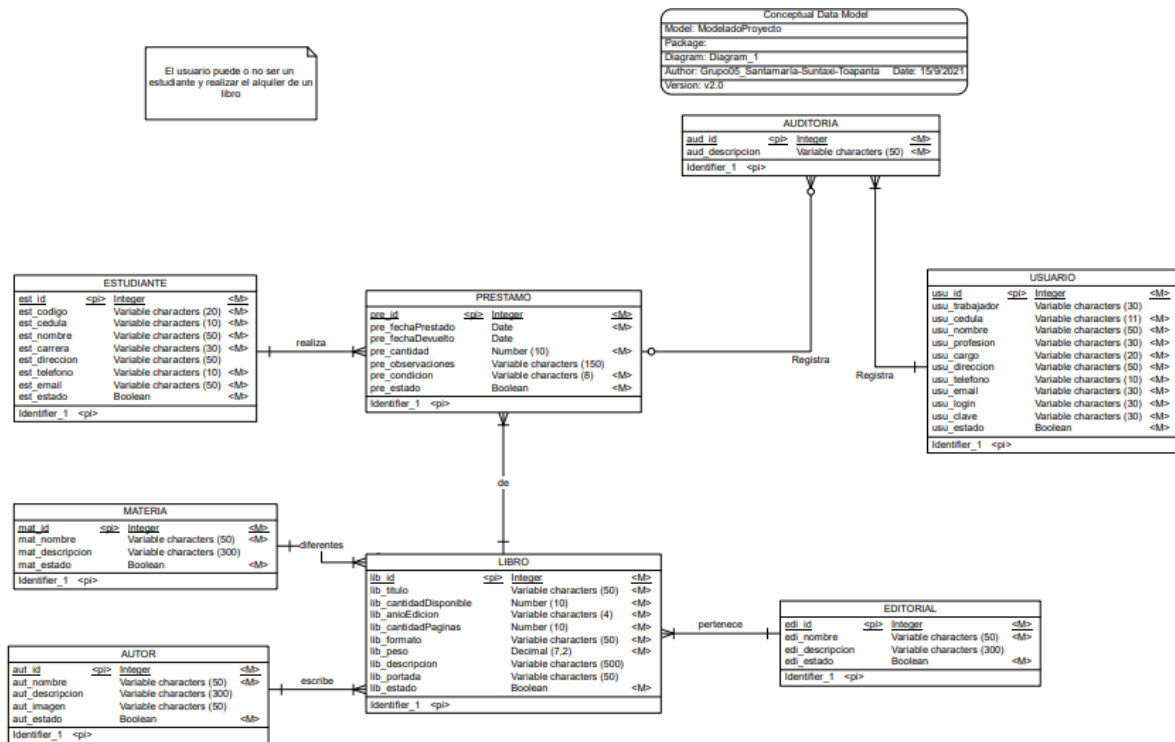 El usuario puede o no ser un
estudiante y realizar el alquiler de un
libro
Conceptual Data Model
Model: ModeladoProyecto
Package:
Diagram: Diagram_1
Author: Grupo05_Santamaría-Suntaxi-Toapanta Date: 15/9/2021
Version: v2.0
AUDITORIA
aud_id <pi> Integer <M>
aud_descripcion Variable characters (50) <M>
Identifier_1 <pi>
ESTUDIANTE
est_id <pi> Integer <M>
est_codigo Variable characters (20) <M>
est_cedula Variable characters (10) <M>
est_nombre Variable characters (50) <M>
est_carrera Variable characters (30) <M>
est_direccion Variable characters (50)
est_telefono Variable characters (10) <M>
est_email Variable characters (50) <M>
est_estado Boolean <M>
Identifier_1 <pi>
realiza
PRESTAMO
pre_id <pi> Integer <M>
pre_fechaPrestado Date <M>
pre_fechaDevuelto Date
pre_cantidad Number (10) <M>
pre_observaciones Variable characters (150)
pre_condicion Variable characters (8) <M>
pre_estado Boolean <M>
Identifier_1 <pi>
Registra
Registra
USUARIO
usu_id <pi> Integer <M>
usu_trabajador Variable characters (30)
usu_cedula Variable characters (11) <M>
usu_nombre Variable characters (50) <M>
usu_profesion Variable characters (30) <M>
usu_cargo Variable characters (20) <M>
usu_direccion Variable characters (50) <M>
usu_telefono Variable characters (10) <M>
usu_email Variable characters (30) <M>
usu_login Variable characters (30) <M>
usu_clave Variable characters (30) <M>
usu_estado Boolean <M>
Identifier_1 <pi>
de
MATERIA
mat_id <pi> Integer <M>
mat_nombre Variable characters (50) <M>
mat_descripcion Variable characters (300)
mat_estado Boolean <M>
Identifier_1 <pi>
diferentes
LIBRO
lib_id <pi> Integer <M>
lib_titulo Variable characters (50) <M>
lib_cantidadDisponible Number (10) <M>
lib_anioEdicion Variable characters (4) <M>
lib_cantidadPaginas Number (10) <M>
lib_formato Variable characters (50) <M>
lib_peso Decimal (7,2) <M>
lib_descripcion Variable characters (500)
lib_portada Variable characters (50)
lib_estado Boolean <M>
Identifier_1 <pi>
pertenece
EDITORIAL
edi_id <pi> Integer <M>
edi_nombre Variable characters (50) <M>
edi_descripcion Variable characters (300)
edi_estado Boolean <M>
Identifier_1 <pi>
AUTOR
aut_id <pi> Integer <M>
aut_nombre Variable characters (50) <M>
aut_descripcion Variable characters (300)
aut_imagen Variable characters (50)
aut_estado Boolean <M>
Identifier_1 <pi>
escribe